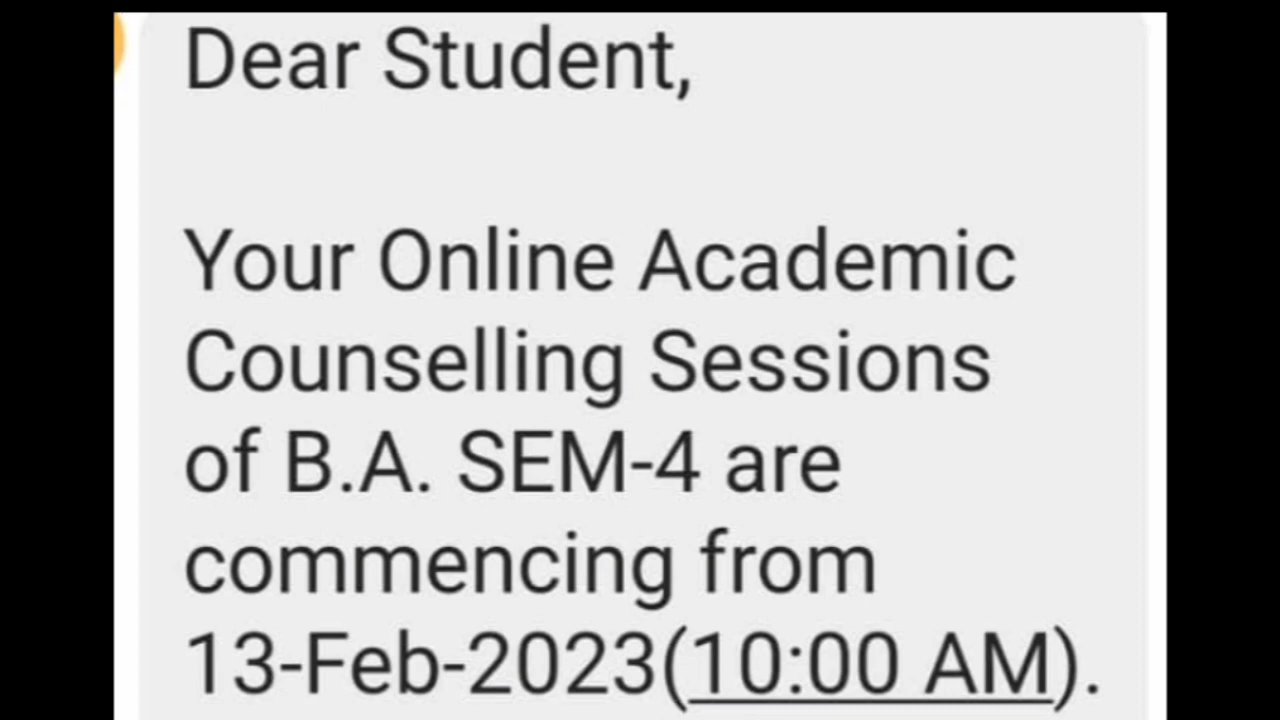 Dear Student,
Your Online Academic
Counselling Sessions
of B.A. SEM-4 are
commencing from
13-Feb-2023(10:00 AM).